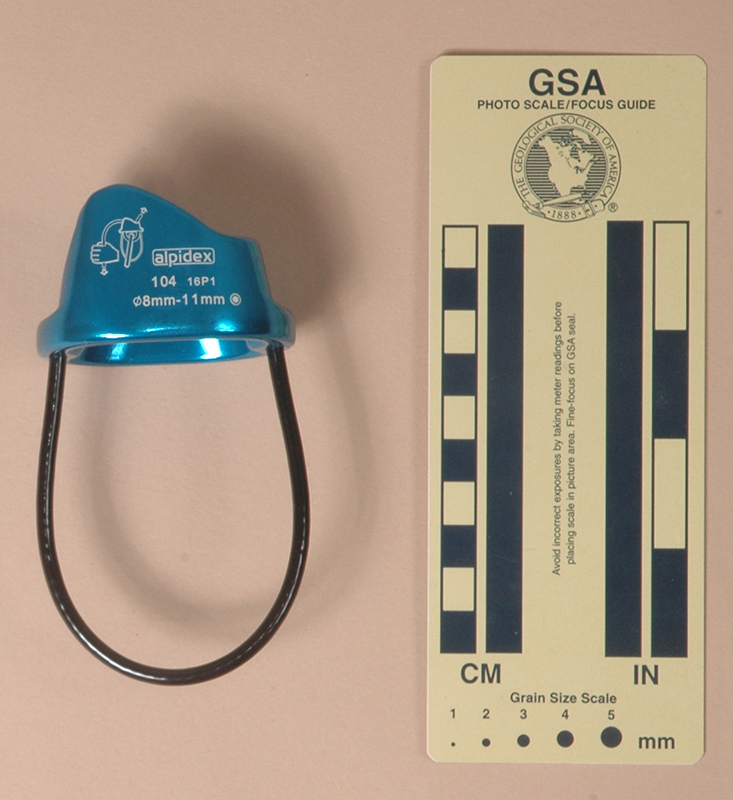 alpidex
104 16P1
Ø8mm-11mm
GSA
PHOTO SCALE/FOCUS GUIDE
THE GEOLOGICAL SOCIETY OF AMERICA
1888
®
Avoid incorrect exposures by taking meter readings before
placing scale in picture area. Fine-focus on GSA seal.
CM
IN
Grain Size Scale
1 2 3 4 5
mm